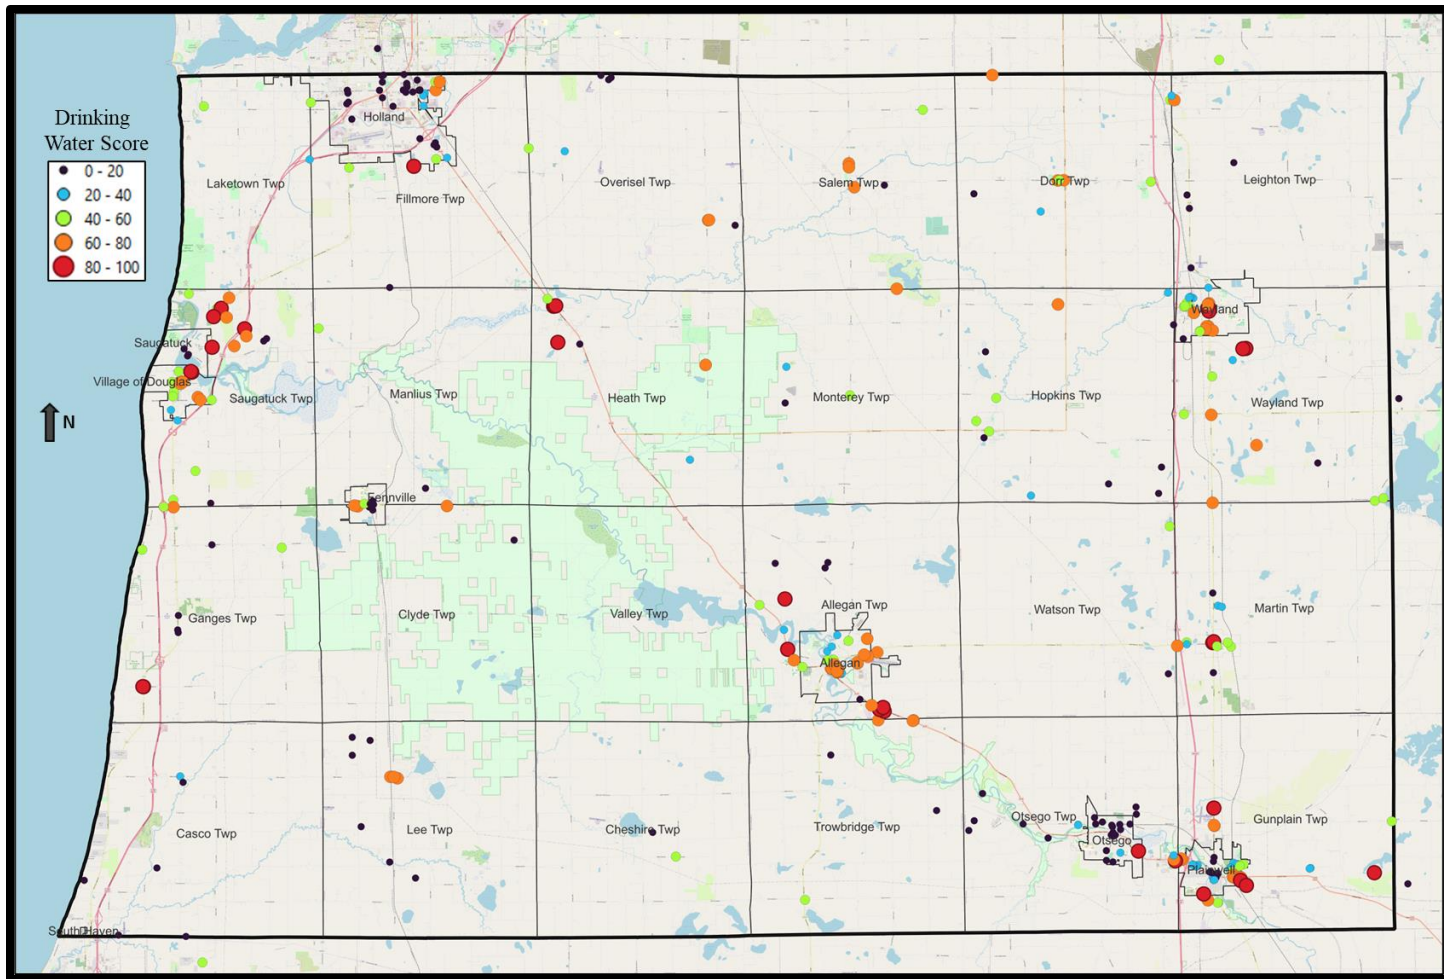 Drinking
Water Score
0 - 20
20 - 40
40 - 60
60 - 80
80 - 100
N
Holland
Laketown Twp
Fillmore Twp
Overisel Twp
Salem Twp
Dorr Twp
Leighton Twp
Saugatuck
Village of Douglas
Saugatuck Twp
Manlius Twp
Heath Twp
Monterey Twp
Hopkins Twp
Wayland
Wayland Twp
Fennville
Ganges Twp
Clyde Twp
Valley Twp
Allegan Twp
Allegan
Watson Twp
Martin Twp
Casco Twp
Lee Twp
Cheshire Twp
Trowbridge Twp
Otsego Twp
Otsego
Gunplain Twp
Plainwell
South Haven